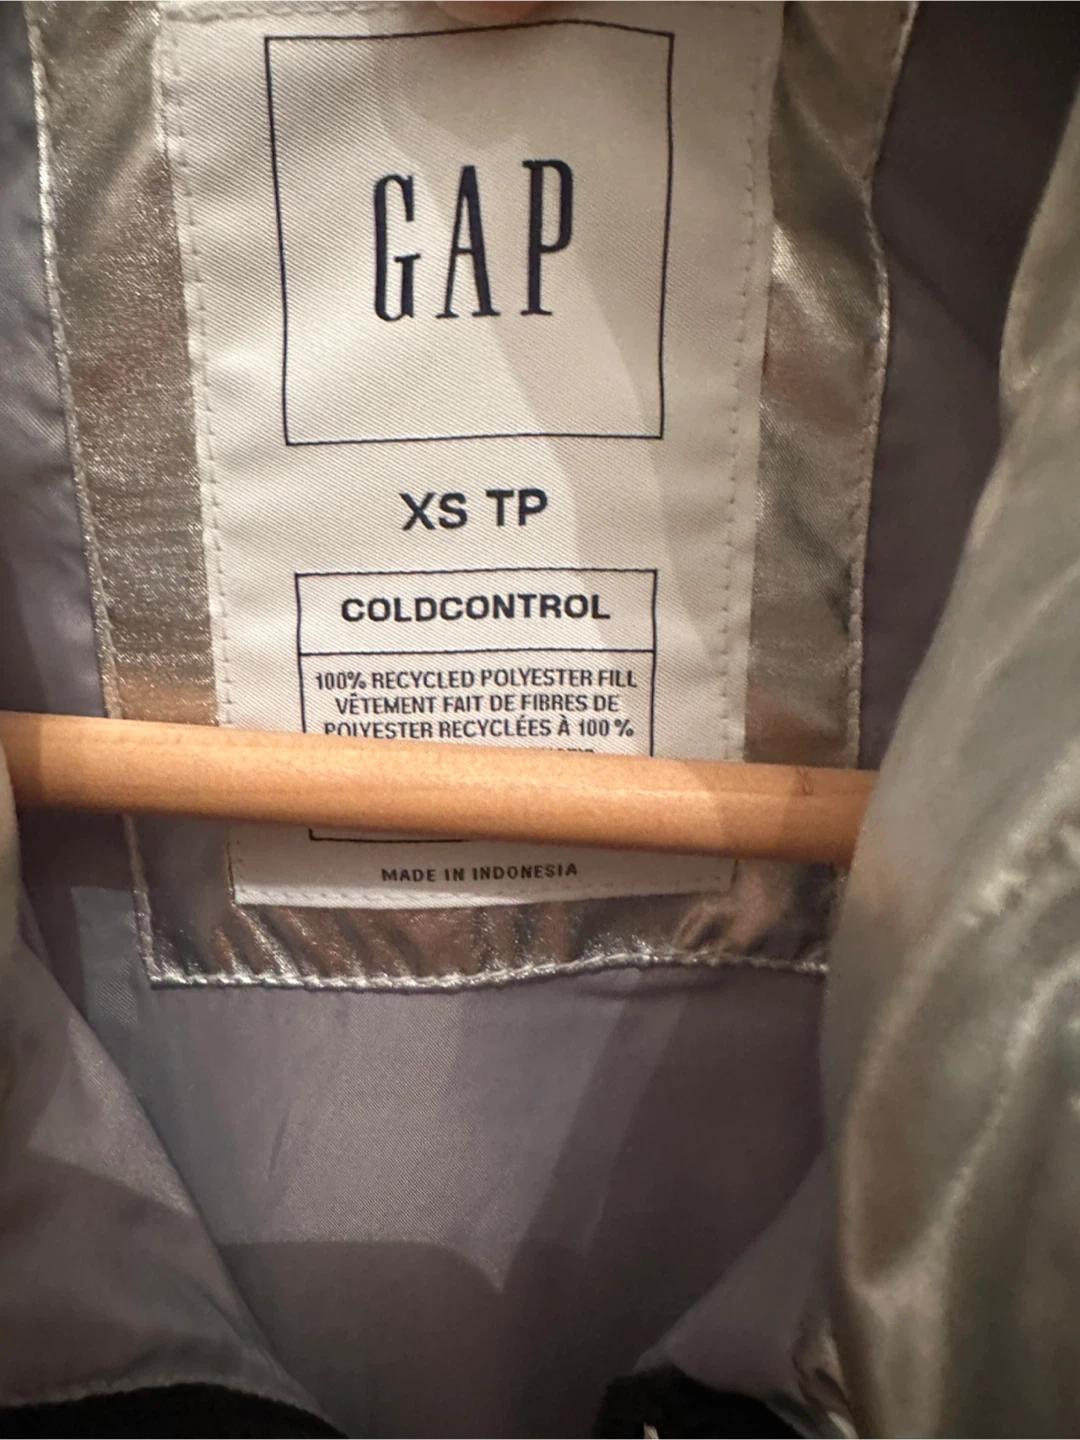 GAP
XS TP
COLDCONTROL
100% RECYCLED POLYESTER FILL
VÊTEMENT FAIT DE FIBRES DE
POLYESTER RECYCLÉES À 100 %
MADE IN INDONESIA